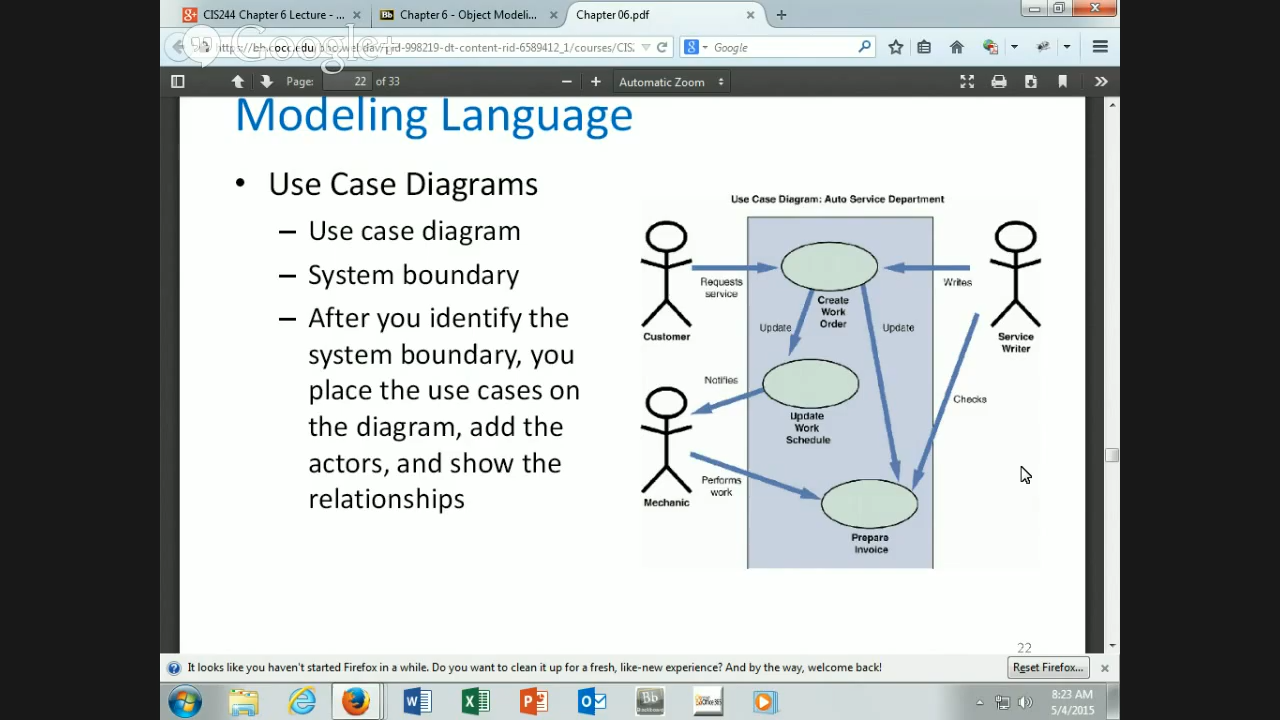 CIS244 Chapter 6 Lecture - ...
Chapter 6 - Object Modeli...
Chapter 06.pdf
Google+
Google
Page: 22 of 33
Automatic Zoom
Modeling Language
• Use Case Diagrams
– Use case diagram
– System boundary
– After you identify the
system boundary, you
place the use cases on
the diagram, add the
actors, and show the
relationships
Use Case Diagram: Auto Service Department
Requests
service
Writes
Create
Work
Order
Customer
Service
Writer
Update
Update
Notifies
Checks
Update
Work
Schedule
Performs
work
Mechanic
Prepare
Invoice
22
It looks like you haven't started Firefox in a while. Do you want to clean it up for a fresh, like-new experience? And by the way, welcome back!
Reset Firefox...
8:23 AM
5/4/2015